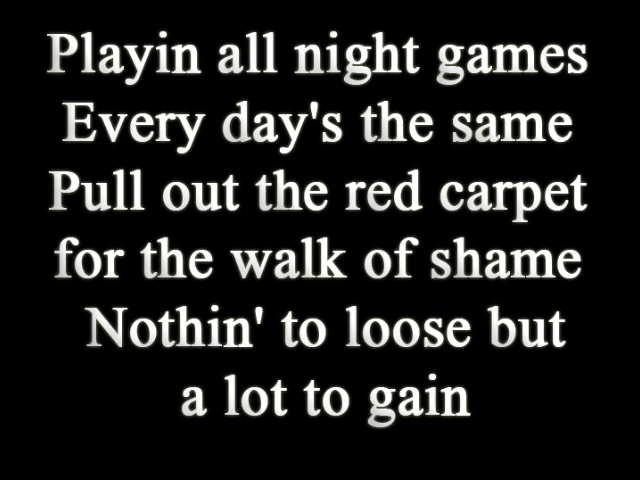 Playin all night games
Every day's the same
Pull out the red carpet
for the walk of shame
Nothin' to loose but
a lot to gain